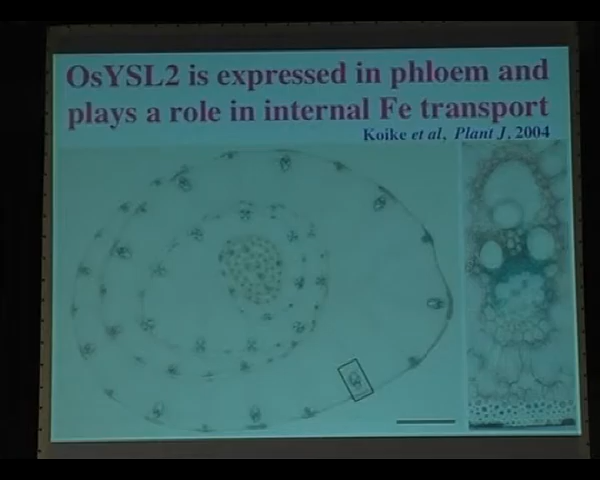 OsYSL2 is expressed in phloem and
plays a role in internal Fe transport
Koike et al, Plant J, 2004